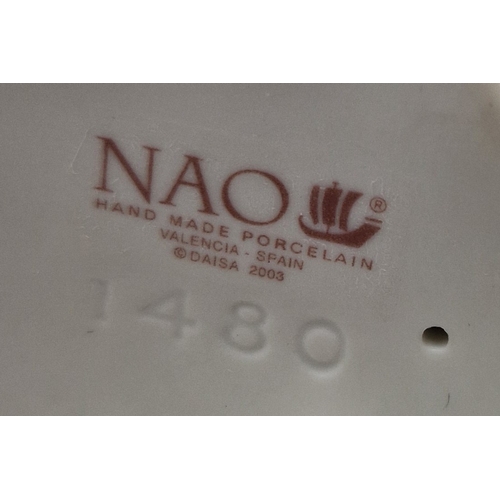 NAO ®
HAND MADE PORCELAIN
VALENCIA - SPAIN
© DAISA 2003
1480